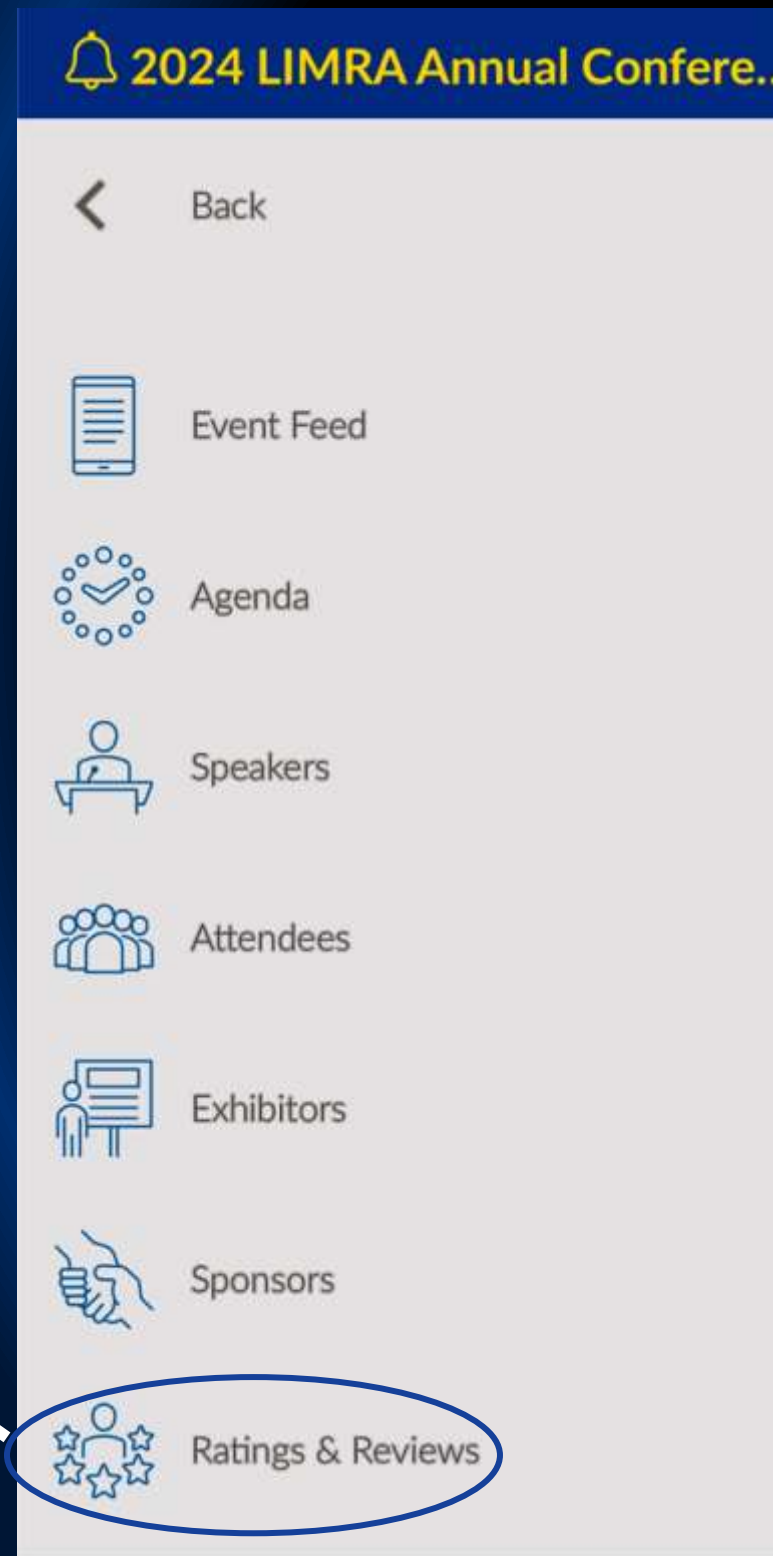 2024 LIMRA Annual Confere...
Back
Event Feed
Agenda
Speakers
Attendees
Exhibitors
Sponsors
Ratings & Reviews